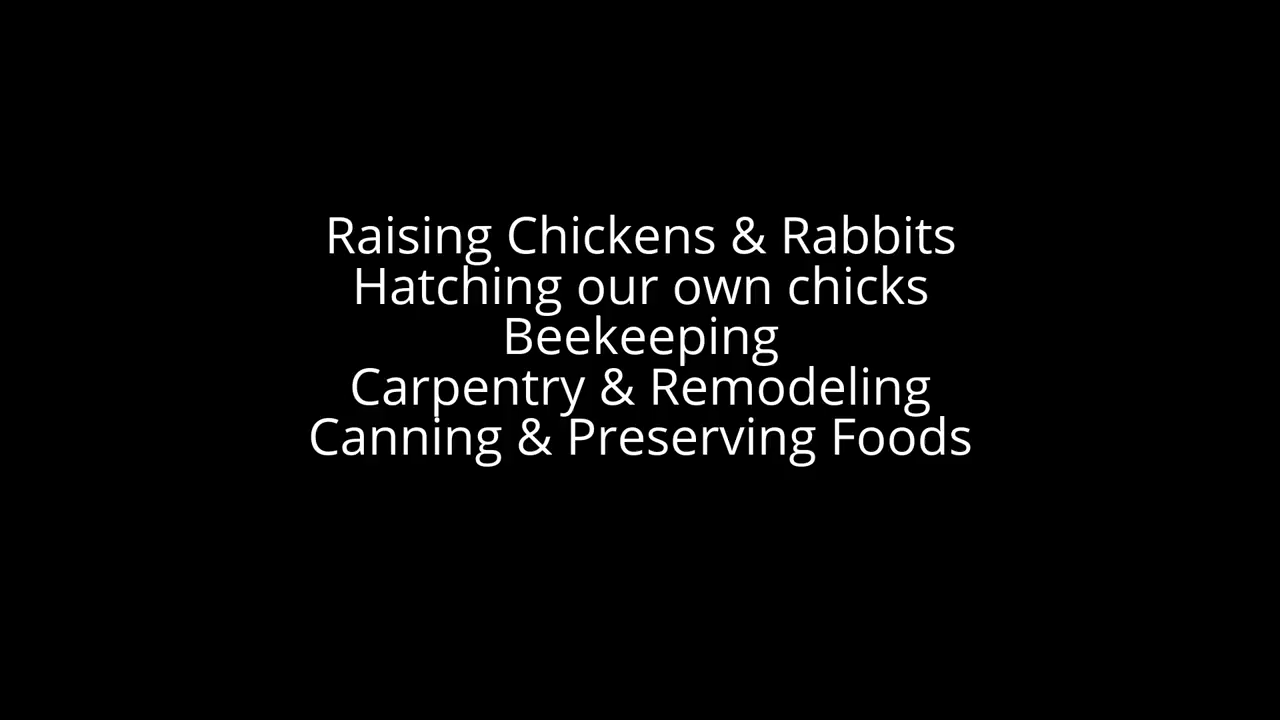 Raising Chickens & Rabbits
Hatching our own chicks
Beekeeping
Carpentry & Remodeling
Canning & Preserving Foods